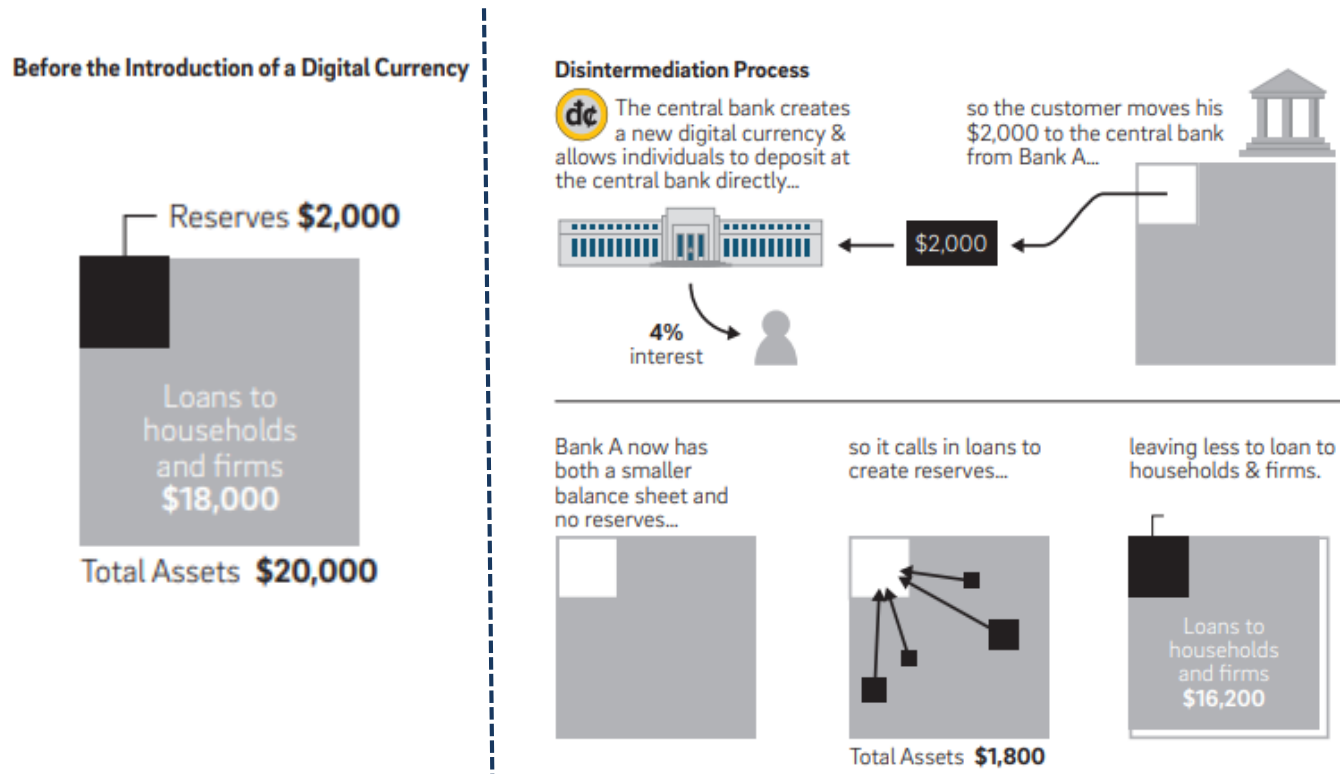 Before the Introduction of a Digital Currency
Reserves $2,000
Loans to
households
and firms
$18,000
Total Assets $20,000
Disintermediation Process
đ¢ The central bank creates
a new digital currency &
allows individuals to deposit at
the central bank directly...
so the customer moves his
$2,000 to the central bank
from Bank A...
$2,000
4%
interest
Bank A now has
both a smaller
balance sheet and
no reserves...
so it calls in loans to
create reserves...
Total Assets $1,800
leaving less to loan to
households & firms.
Loans to
households
and firms
$16,200